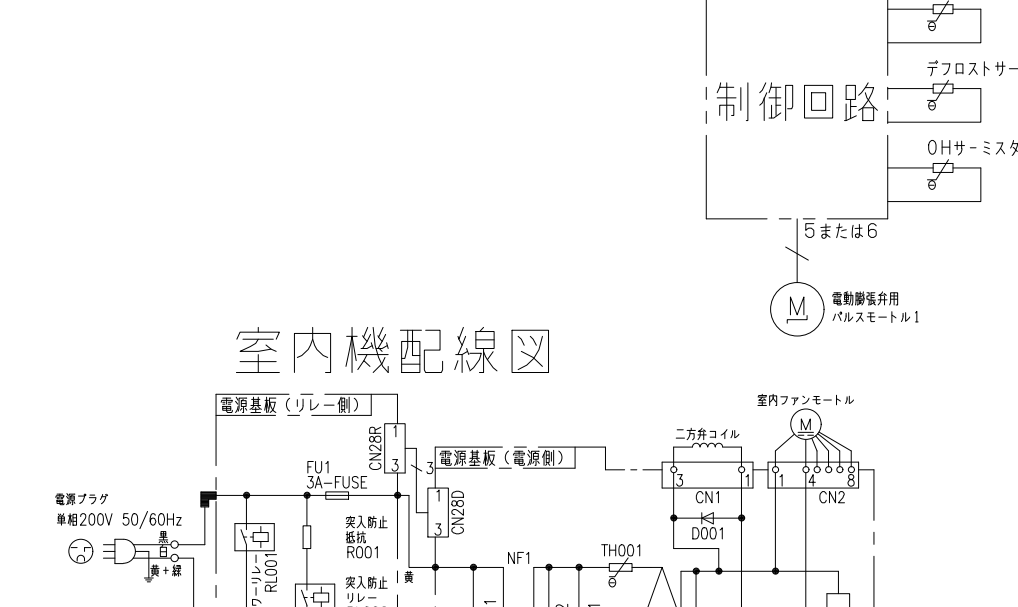 デフロストサー
制御回路
OHサーミスタ
5または6
M
電動膨張弁用
パルスモートル1
室内機配線図
電源基板(リレー側)
室内ファンモートル
M
CN28R
1
3
3
二方弁コイル
電源基板(電源側)
FU1
3A-FUSE
3
1
CN1
1
4
8
CN2
電源プラグ
単相200V 50/60Hz
黒
白
黄+緑
突入防止
抵抗
R001
CN28D
1
3
D001
NF1
TH001
黄
RL001
ワーリレー
突入防止
リレー